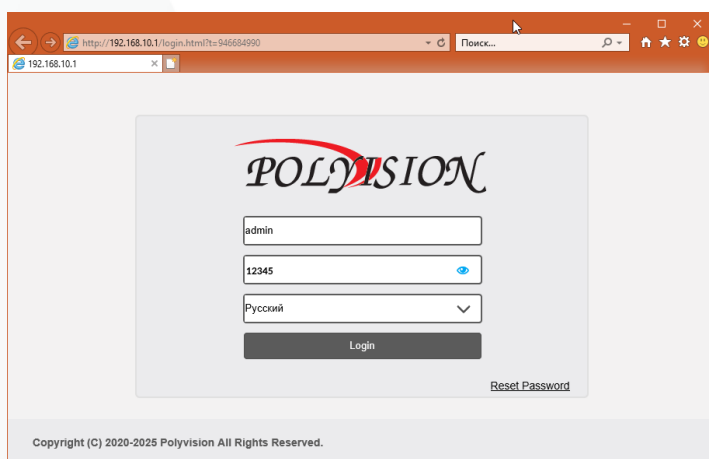 http://192.168.10.1/login.html?t=946684990
Поиск...
192.168.10.1
POLYVISION
admin
12345
Русский
Login
Reset Password
Copyright (C) 2020-2025 Polyvision All Rights Reserved.